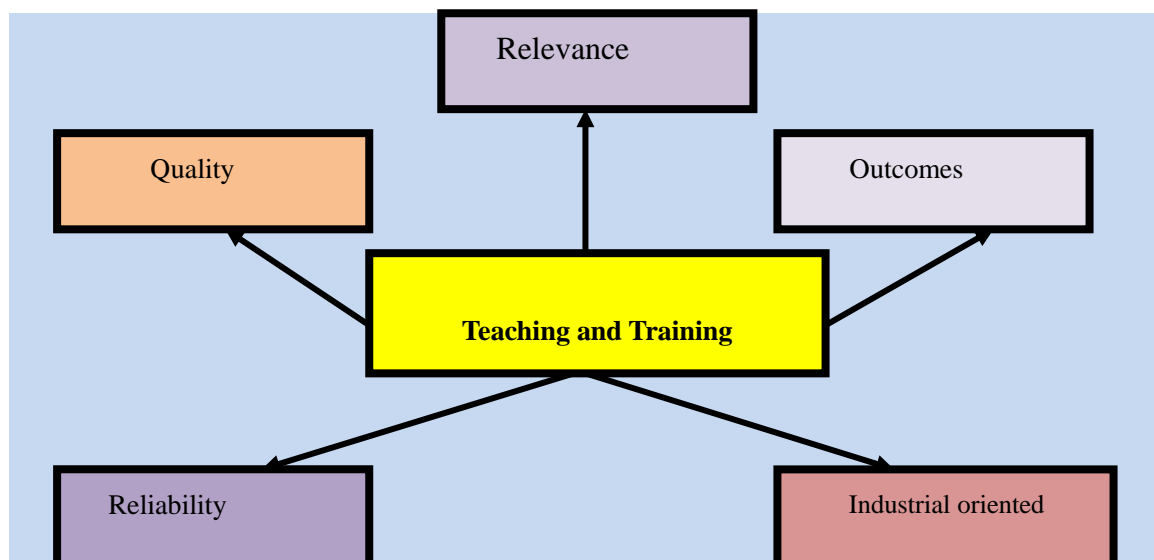 Relevance
Quality
Outcomes
Teaching and Training
Reliability
Industrial oriented